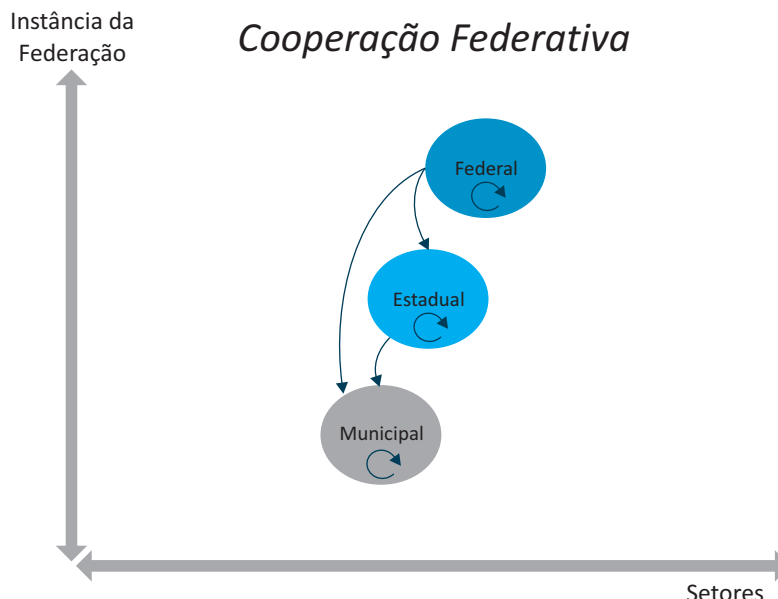 Instância da
Federação
Cooperação Federativa
Federal
Estadual
Municipal
Setores